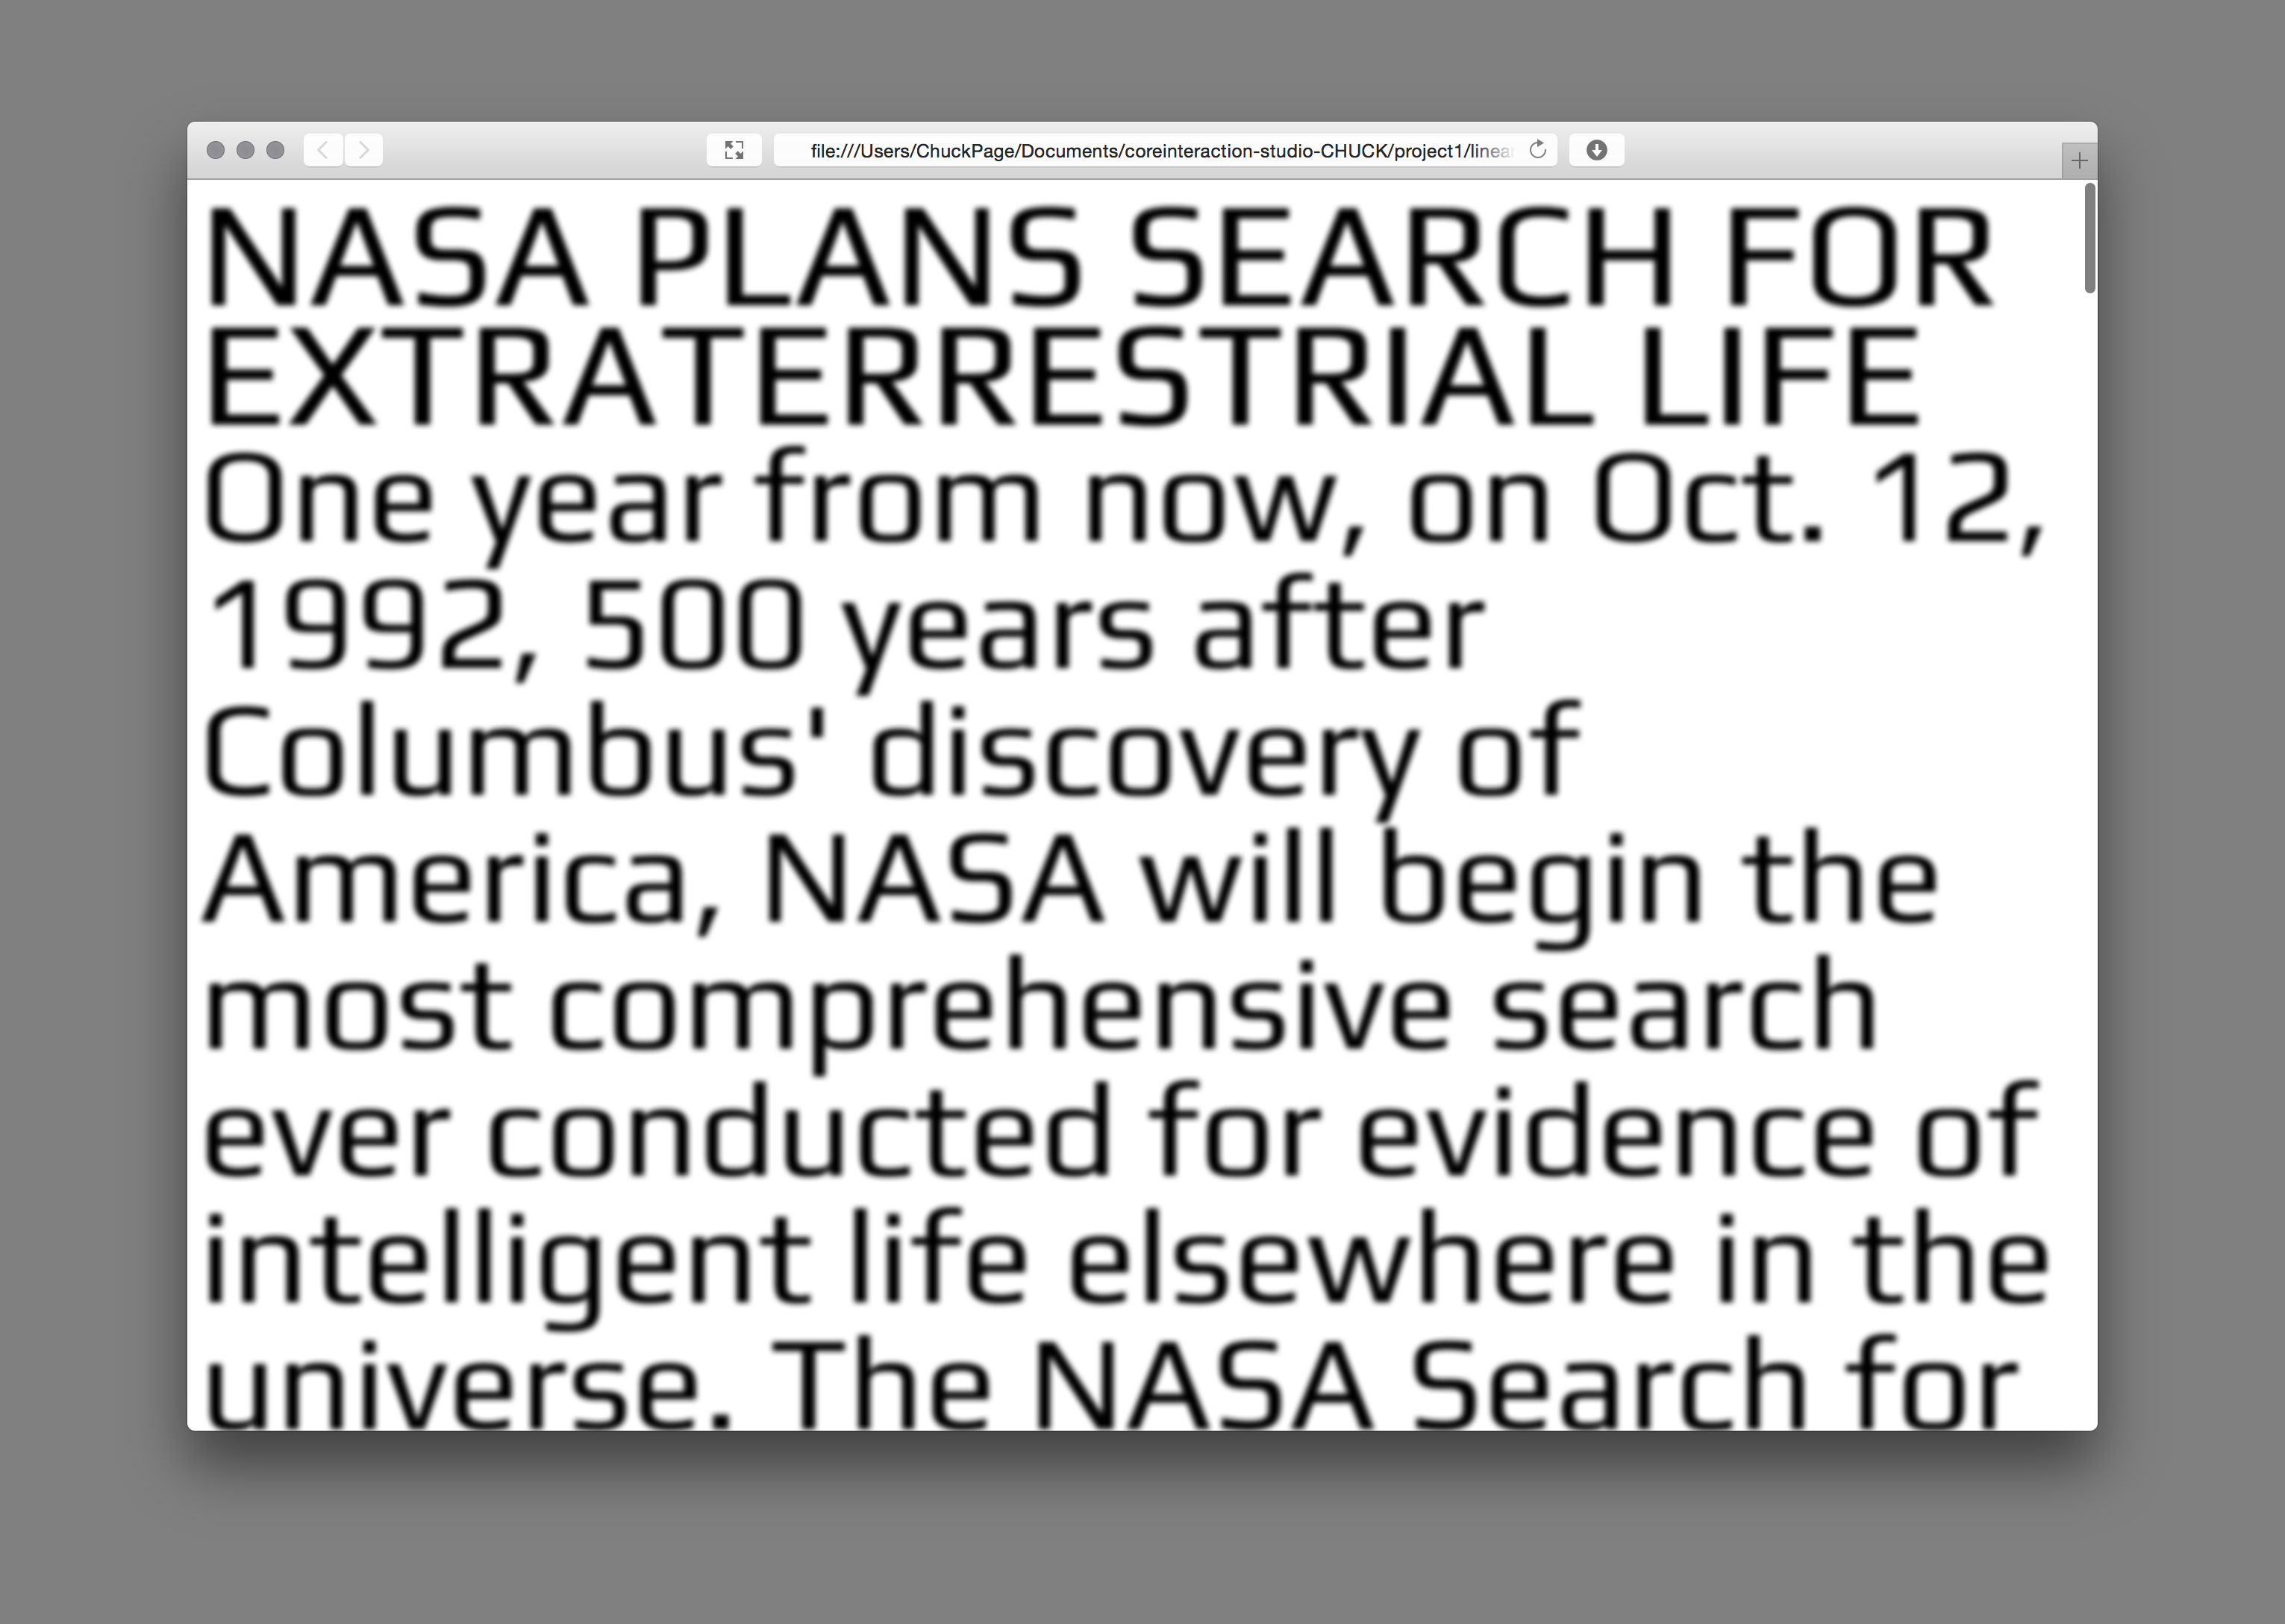 file:///Users/ChuckPage/Documents/coreinteraction-studio-CHUCK/project1/linea
NASA PLANS SEARCH FOR
EXTRATERRESTRIAL LIFE
One year from now, on Oct. 12,
1992, 500 years after
Columbus' discovery of
America, NASA will begin the
most comprehensive search
ever conducted for evidence of
intelligent life elsewhere in the
universe. The NASA Search for